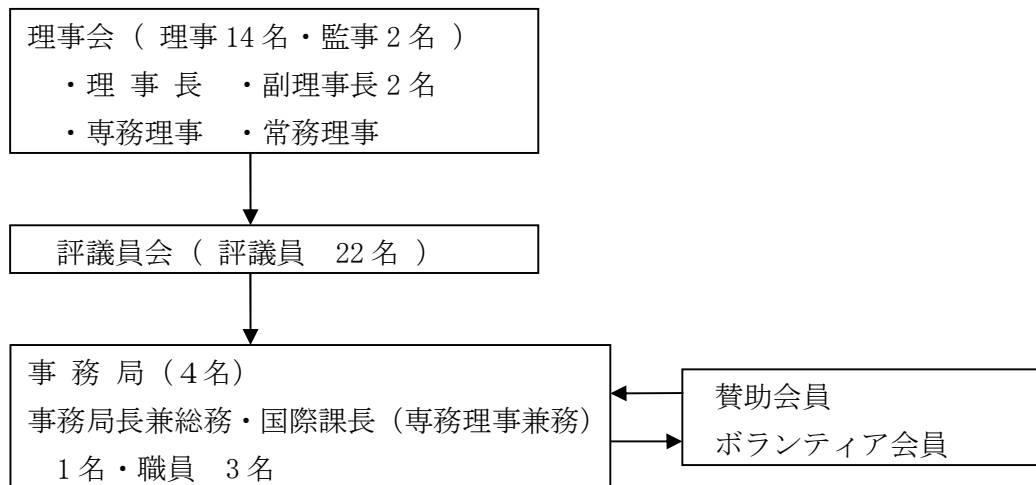 理事会（ 理事 14 名・監事 2 名 ）
・理 事 長　・副理事長 2 名
・専務理事　・常務理事
評議員会（ 評議員　22 名 ）
事 務 局（４名）
事務局長兼総務・国際課長（専務理事兼務）
１名・職員　3 名
賛助会員
ボランティア会員